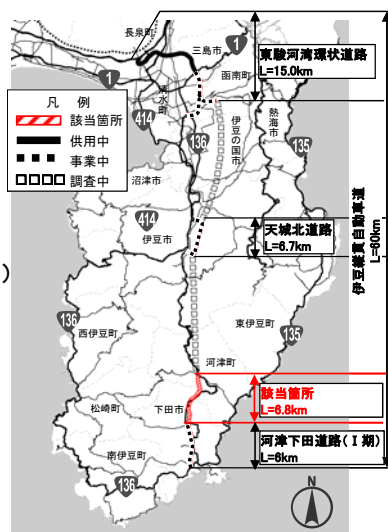 長泉町
三島市
1
1
函南町
清水町
東駿河湾環状道路
L=15.0km
凡 例
該当箇所
供用中
事業中
調査中
414
136
伊豆の国市
熱海市
135
沼津市
414
伊豆市
天城北道路
L=6.7km
伊豆縦貫自動車道
L=60km
)
136
西伊豆町
東伊豆町
135
河津町
該当箇所
L=6.8km
松崎町
下田市
河津下田道路(Ⅰ期)
L=6km
南伊豆町
136
N